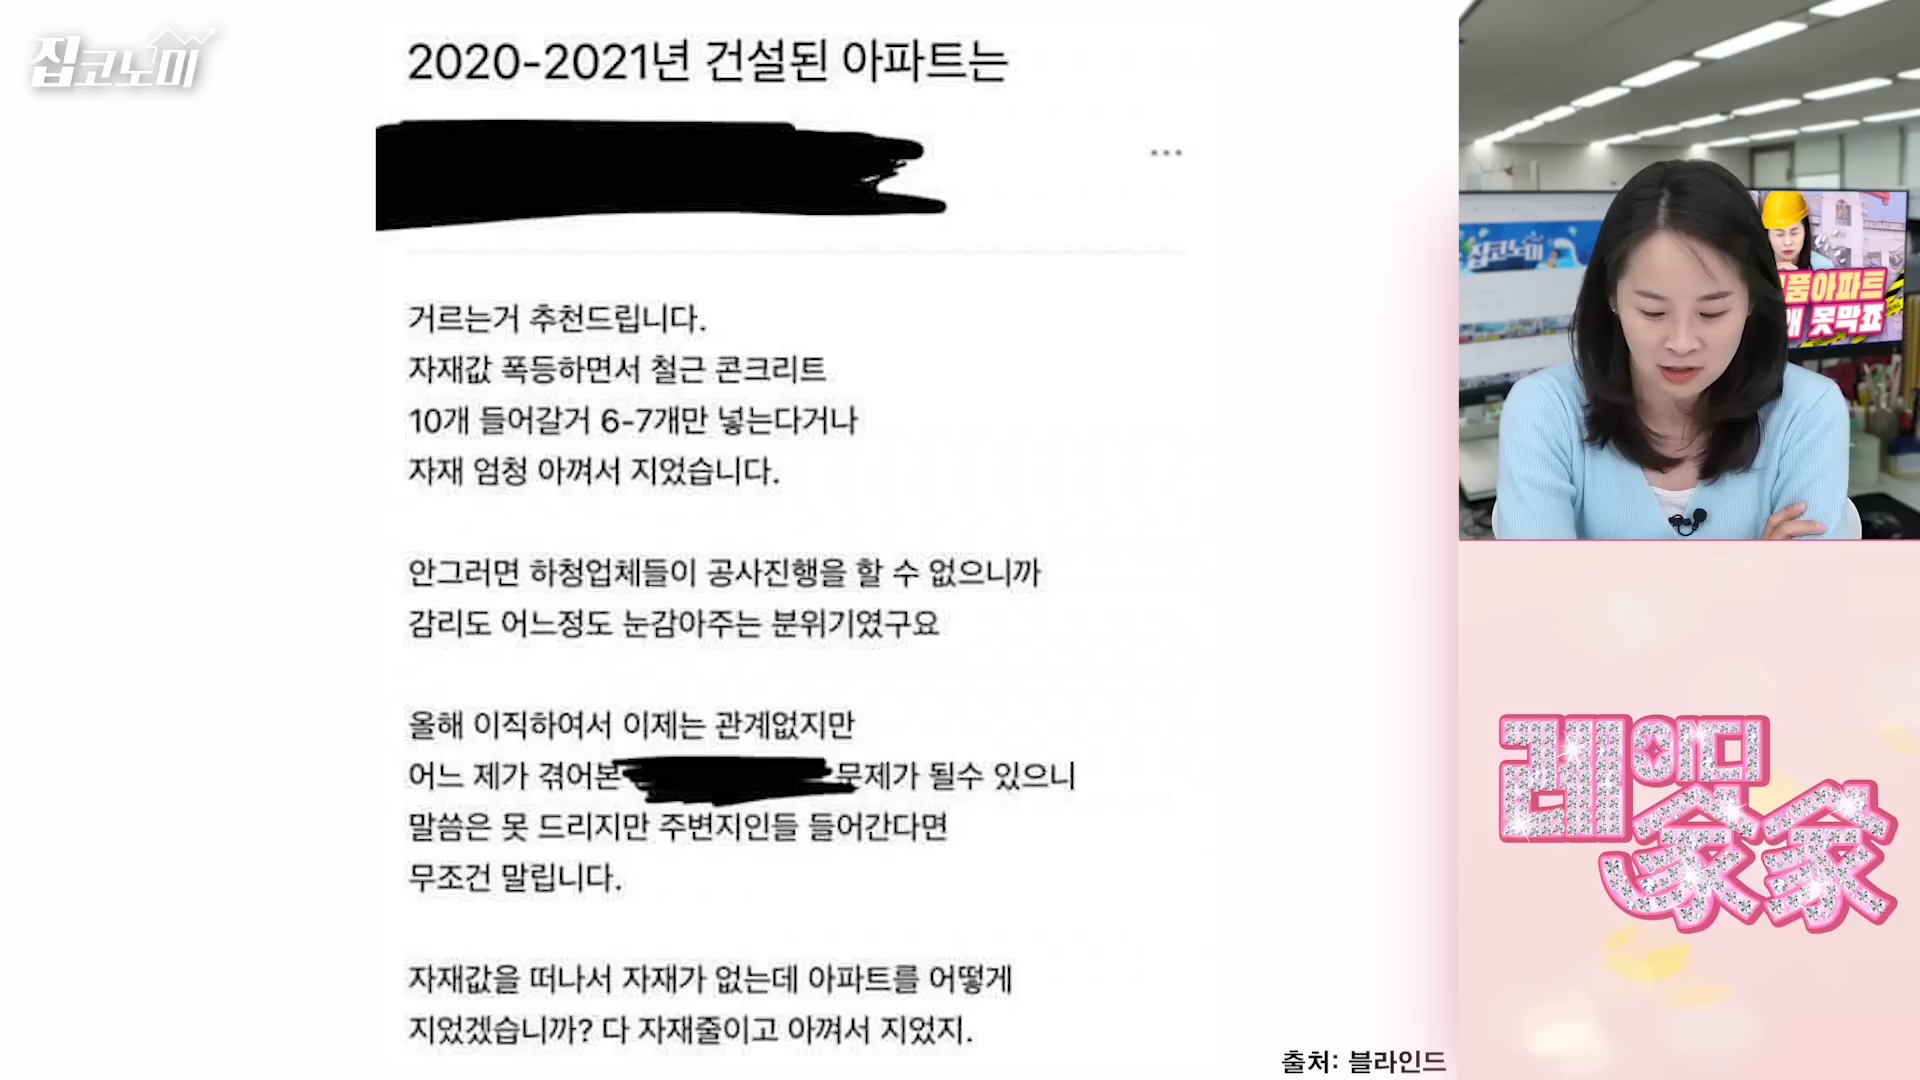 집코노미
2020-2021년 건설된 아파트는
거르는거 추천드립니다.
자재값 폭등하면서 철근 콘크리트
10개 들어갈거 6-7개만 넣는다거나
자재 엄청 아껴서 지었습니다.
안그러면 하청업체들이 공사진행을 할 수 없으니까
감리도 어느정도 눈감아주는 분위기였구요
올해 이직하여서 이제는 관계없지만
어느 제가 겪어본 문제가 될수 있으니
말씀은 못 드리지만 주변지인들 들어간다면
무조건 말립니다.
자재값을 떠나서 자재가 없는데 아파트를 어떻게
지었겠습니까? 다 자재줄이고 아껴서 지었지.
출처: 블라인드
집코노미
품아파트
못막죠
레이디
家家